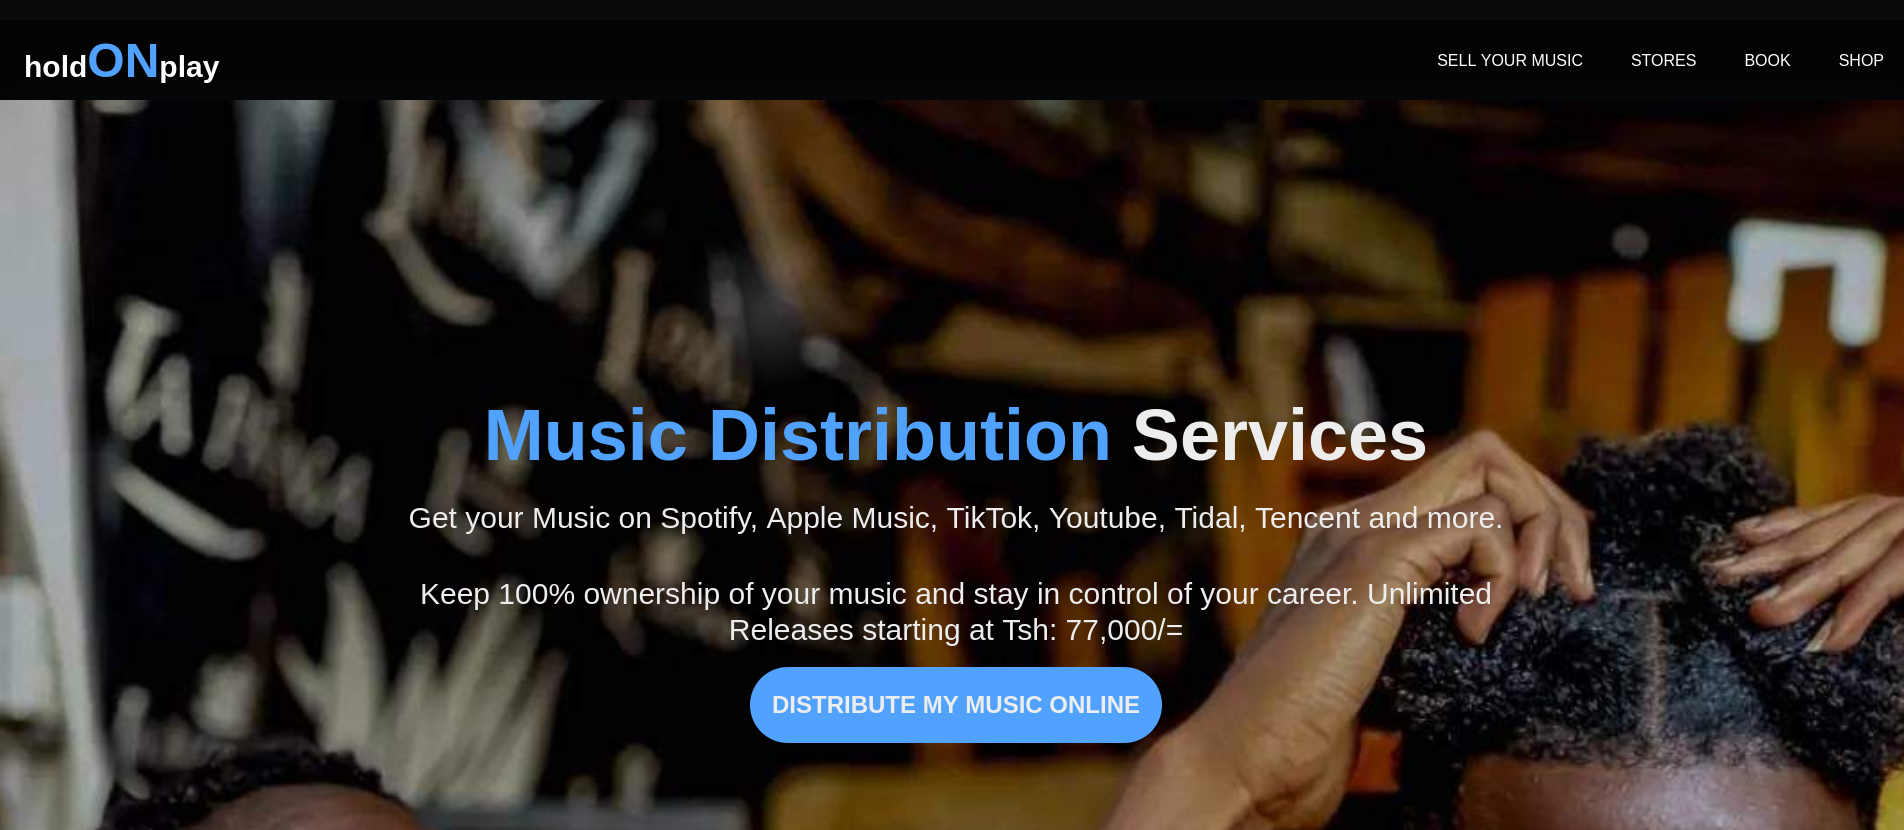 holdONplay
SELL YOUR MUSIC
STORES
BOOK
SHOP
Music Distribution Services
Get your Music on Spotify, Apple Music, TikTok, Youtube, Tidal, Tencent and more.
Keep 100% ownership of your music and stay in control of your career. Unlimited
Releases starting at Tsh: 77,000/=
DISTRIBUTE MY MUSIC ONLINE